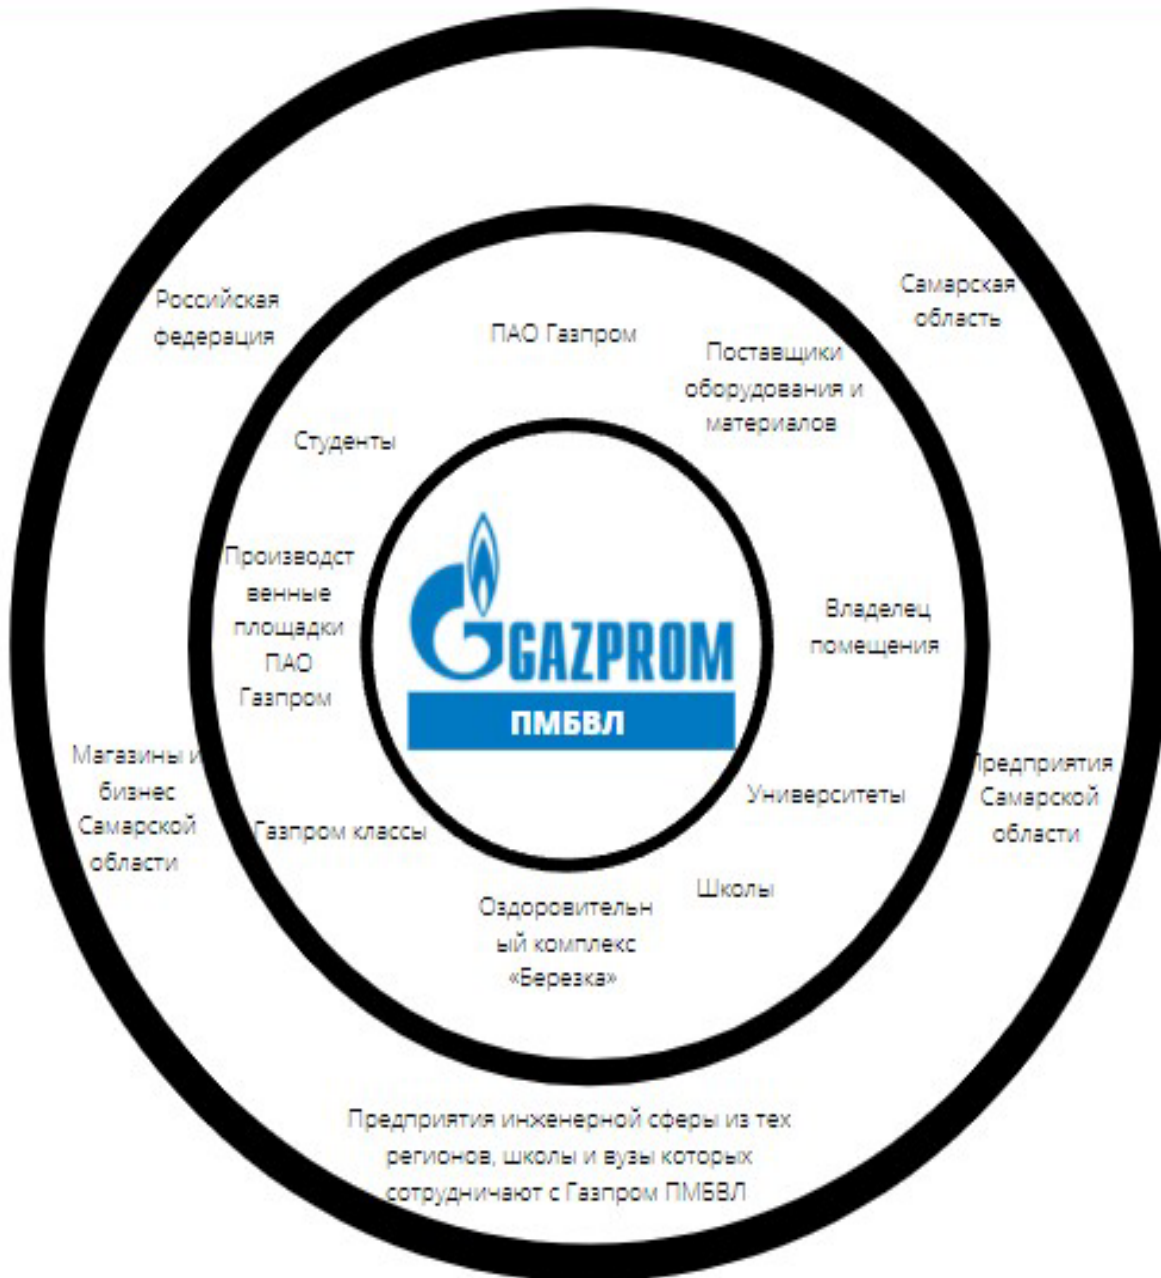 Российская
федерация
Самарская
область
ПАО Газпром
Поставщики
оборудования и
материалов
Студенты
Производст
венные
площадки
ПАО
Газпром
GAZPROM
ПМБВЛ
Владелец
помещения
Магазины и
бизнес
Самарской
области
Газпром классы
Университеты
Предприятия
Самарской
области
Школы
Оздоровительн
ый комплекс
«Березка»
Предприятия инженерной сферы из тех
регионов, школы и вузы которых
сотрудничают с Газпром ПМБВЛ